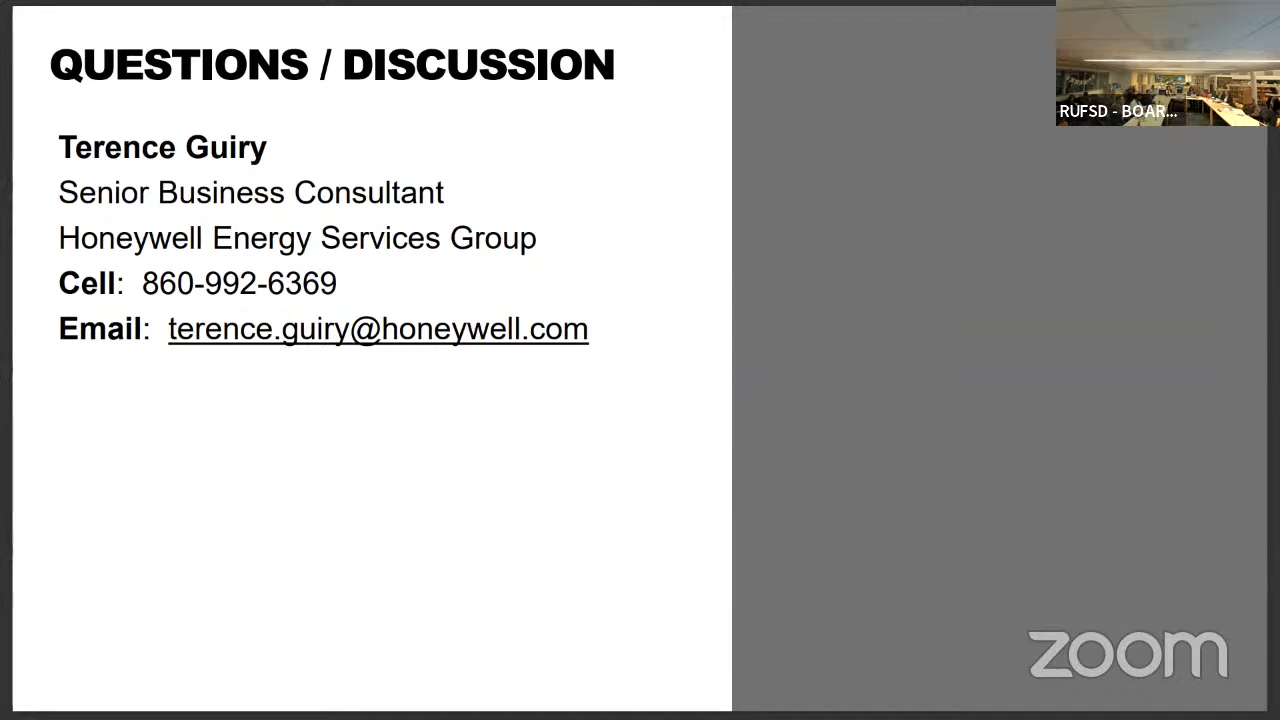 QUESTIONS / DISCUSSION
Terence Guiry
Senior Business Consultant
Honeywell Energy Services Group
Cell: 860-992-6369
Email: terence.guiry@honeywell.com
RUFSD - BOAR...
zoom